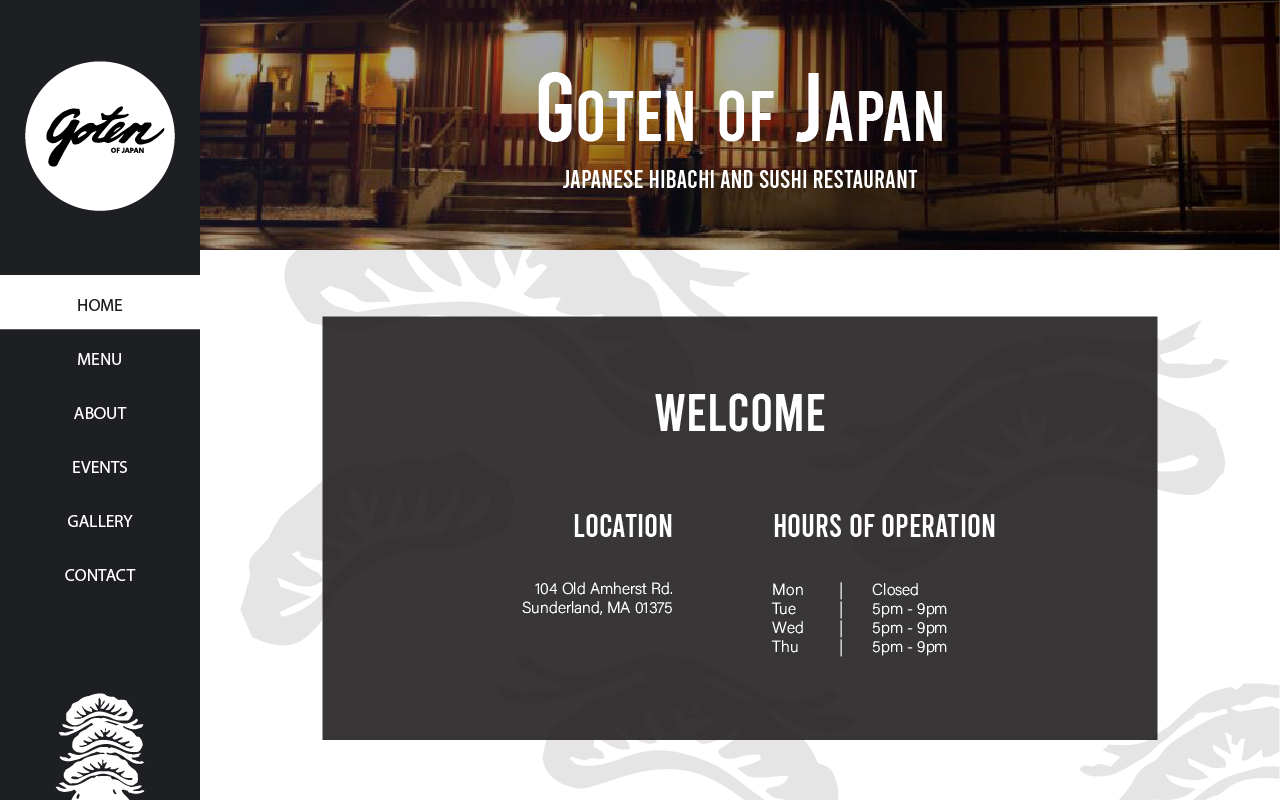 Goten
OF JAPAN
HOME
MENU
ABOUT
EVENTS
GALLERY
CONTACT
GOTEN OF JAPAN
JAPANESE HIBACHI AND SUSHI RESTAURANT
WELCOME
LOCATION
104 Old Amherst Rd.
Sunderland, MA 01375
HOURS OF OPERATION
Mon | Closed
Tue | 5pm - 9pm
Wed | 5pm - 9pm
Thu | 5pm - 9pm